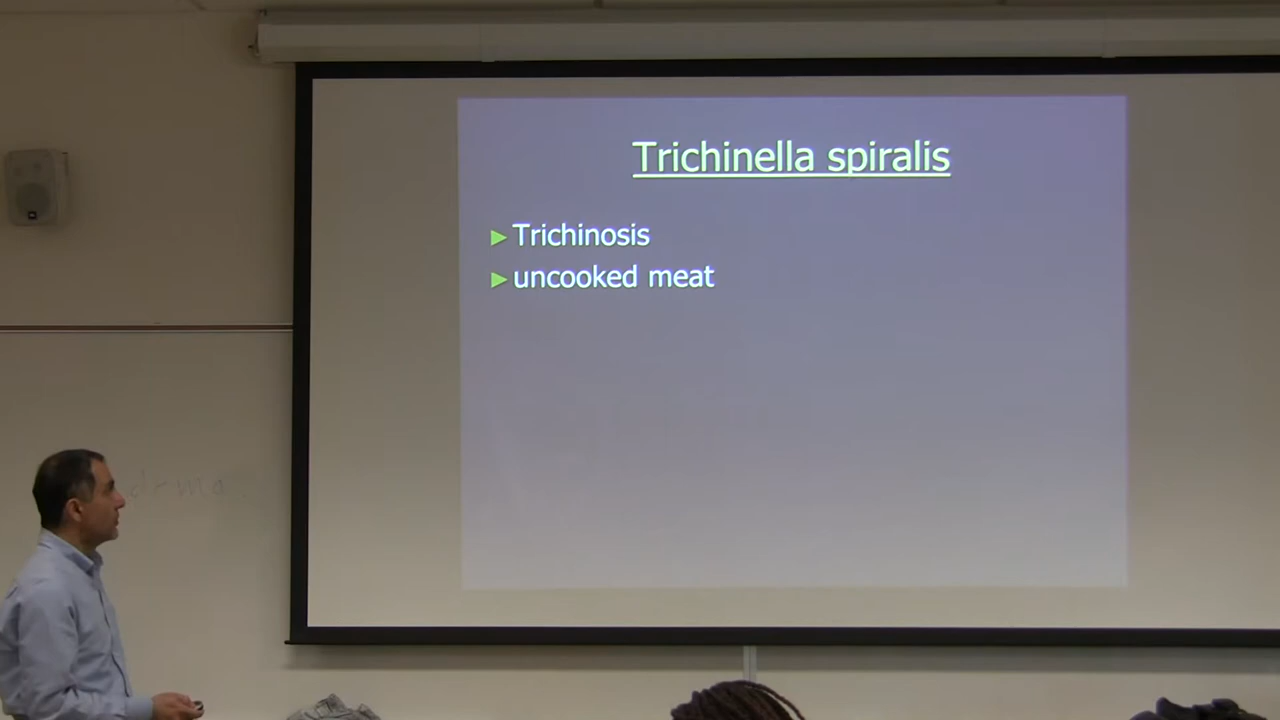 Trichinella spiralis
►Trichinosis
►uncooked meat